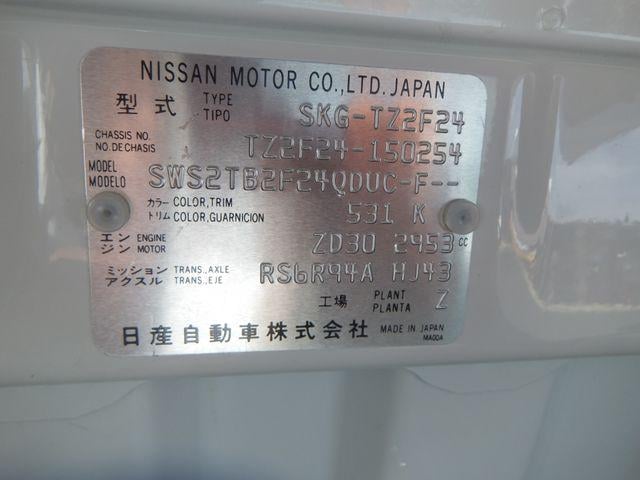 NISSAN MOTOR CO.,LTD. JAPAN
型式 TYPE TIPO SKG-TZ2F24
CHASSIS NO. NO. DE CHASIS TZ2F24-150254
MODEL MODELO SWS2TB2F24QDUC-F--
カラー COLOR,TRIM
トリム COLOR,GUARNICION 531 K
エンジン ENGINE MOTOR ZD30 2953 CC
ミッション TRANS.,AXLE
アクスル TRANS.,EJE RS6R94A HJ43
工場 PLANT PLANTA Z
日産自動車株式会社 MADE IN JAPAN
MA00A